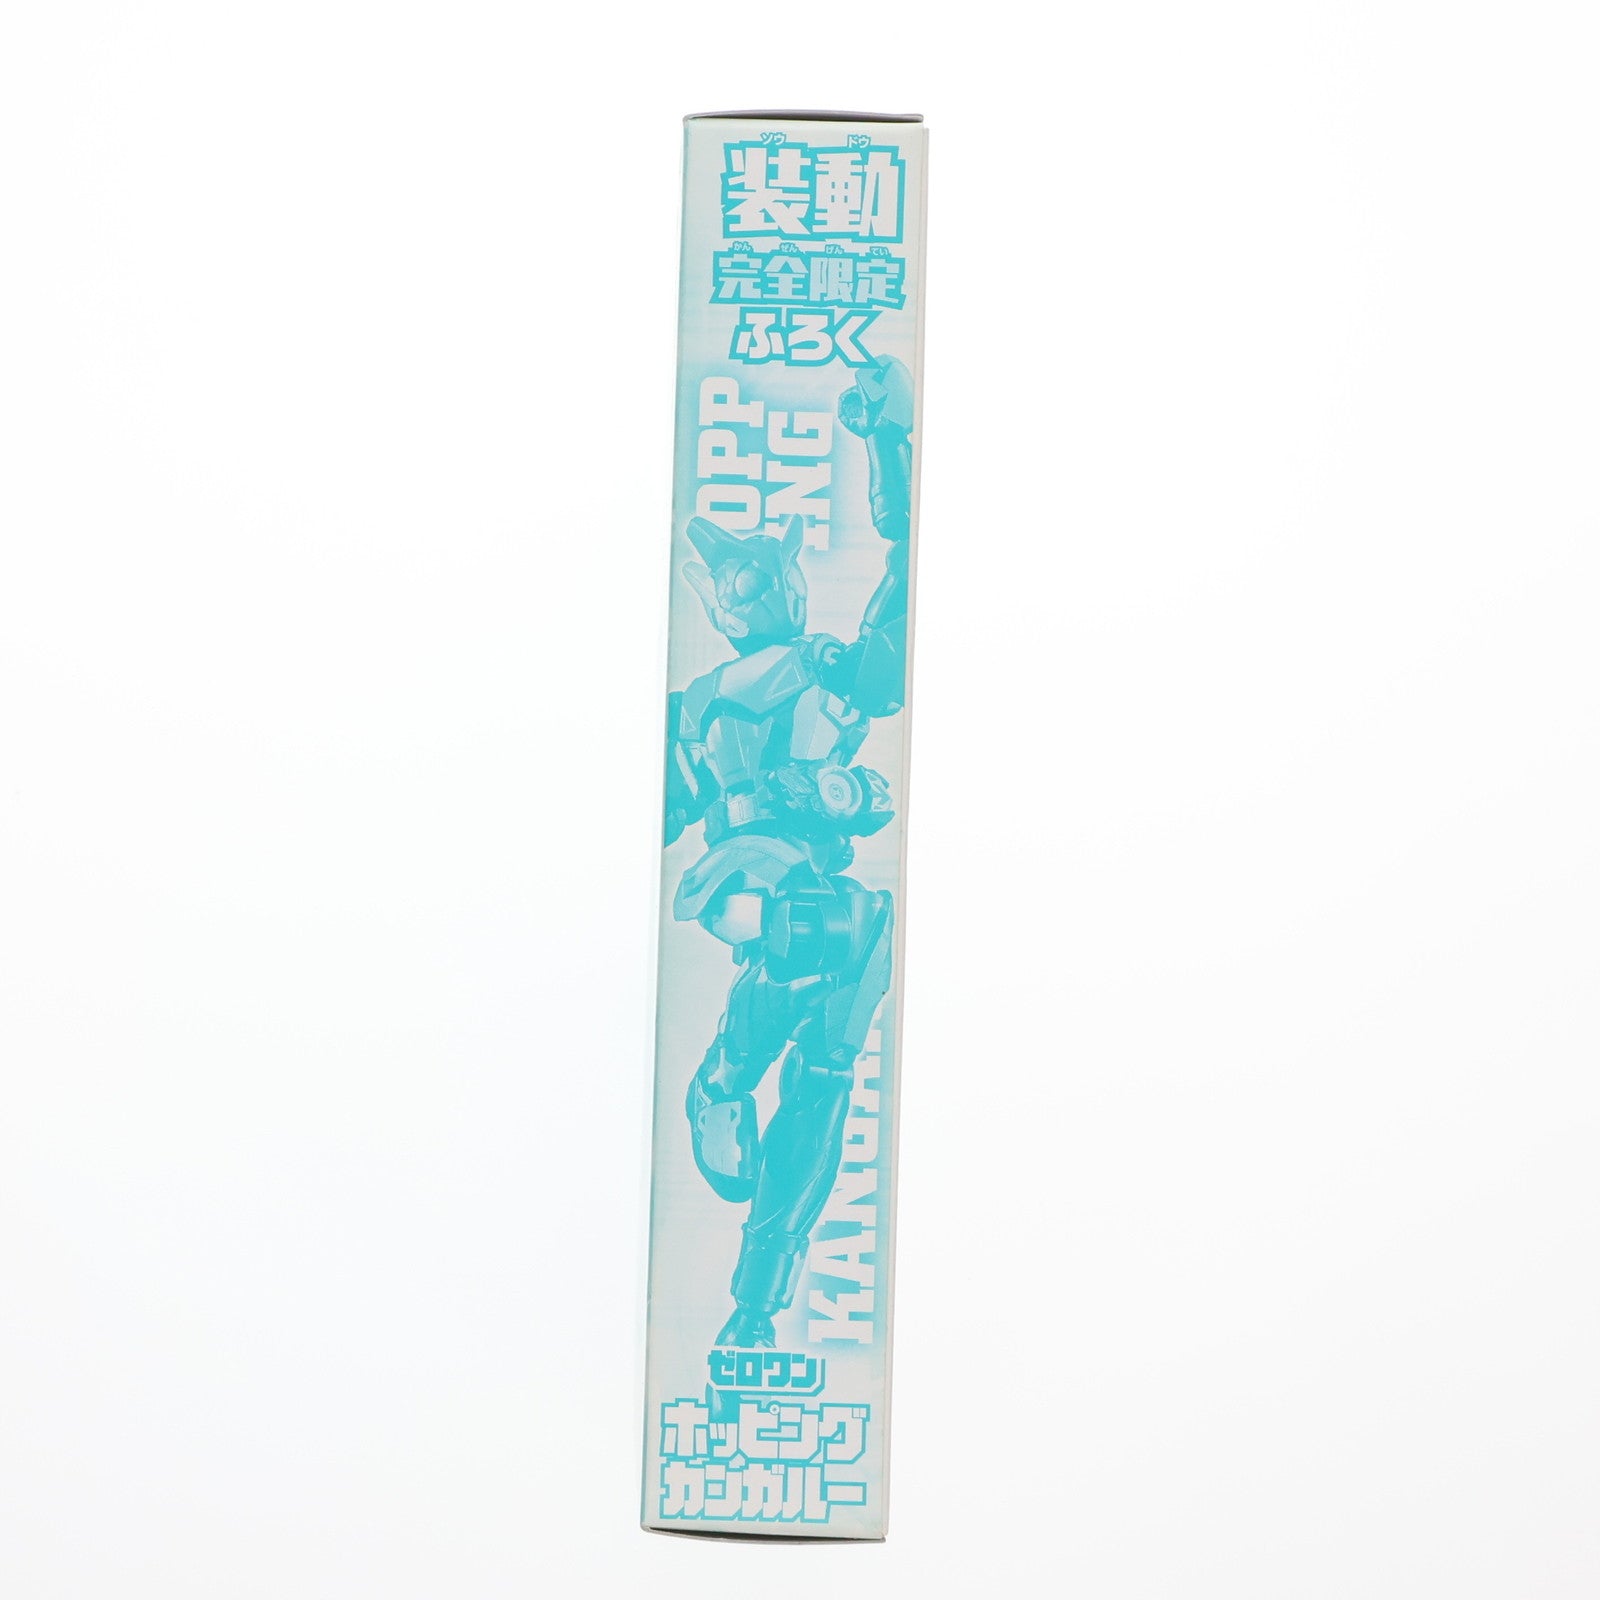 ソウ ドウ
装動
かん ぜん げん てい
完全限定
ふろく
OPP
ING
KANGA
ゼロワン
ホッピング
カンガルー